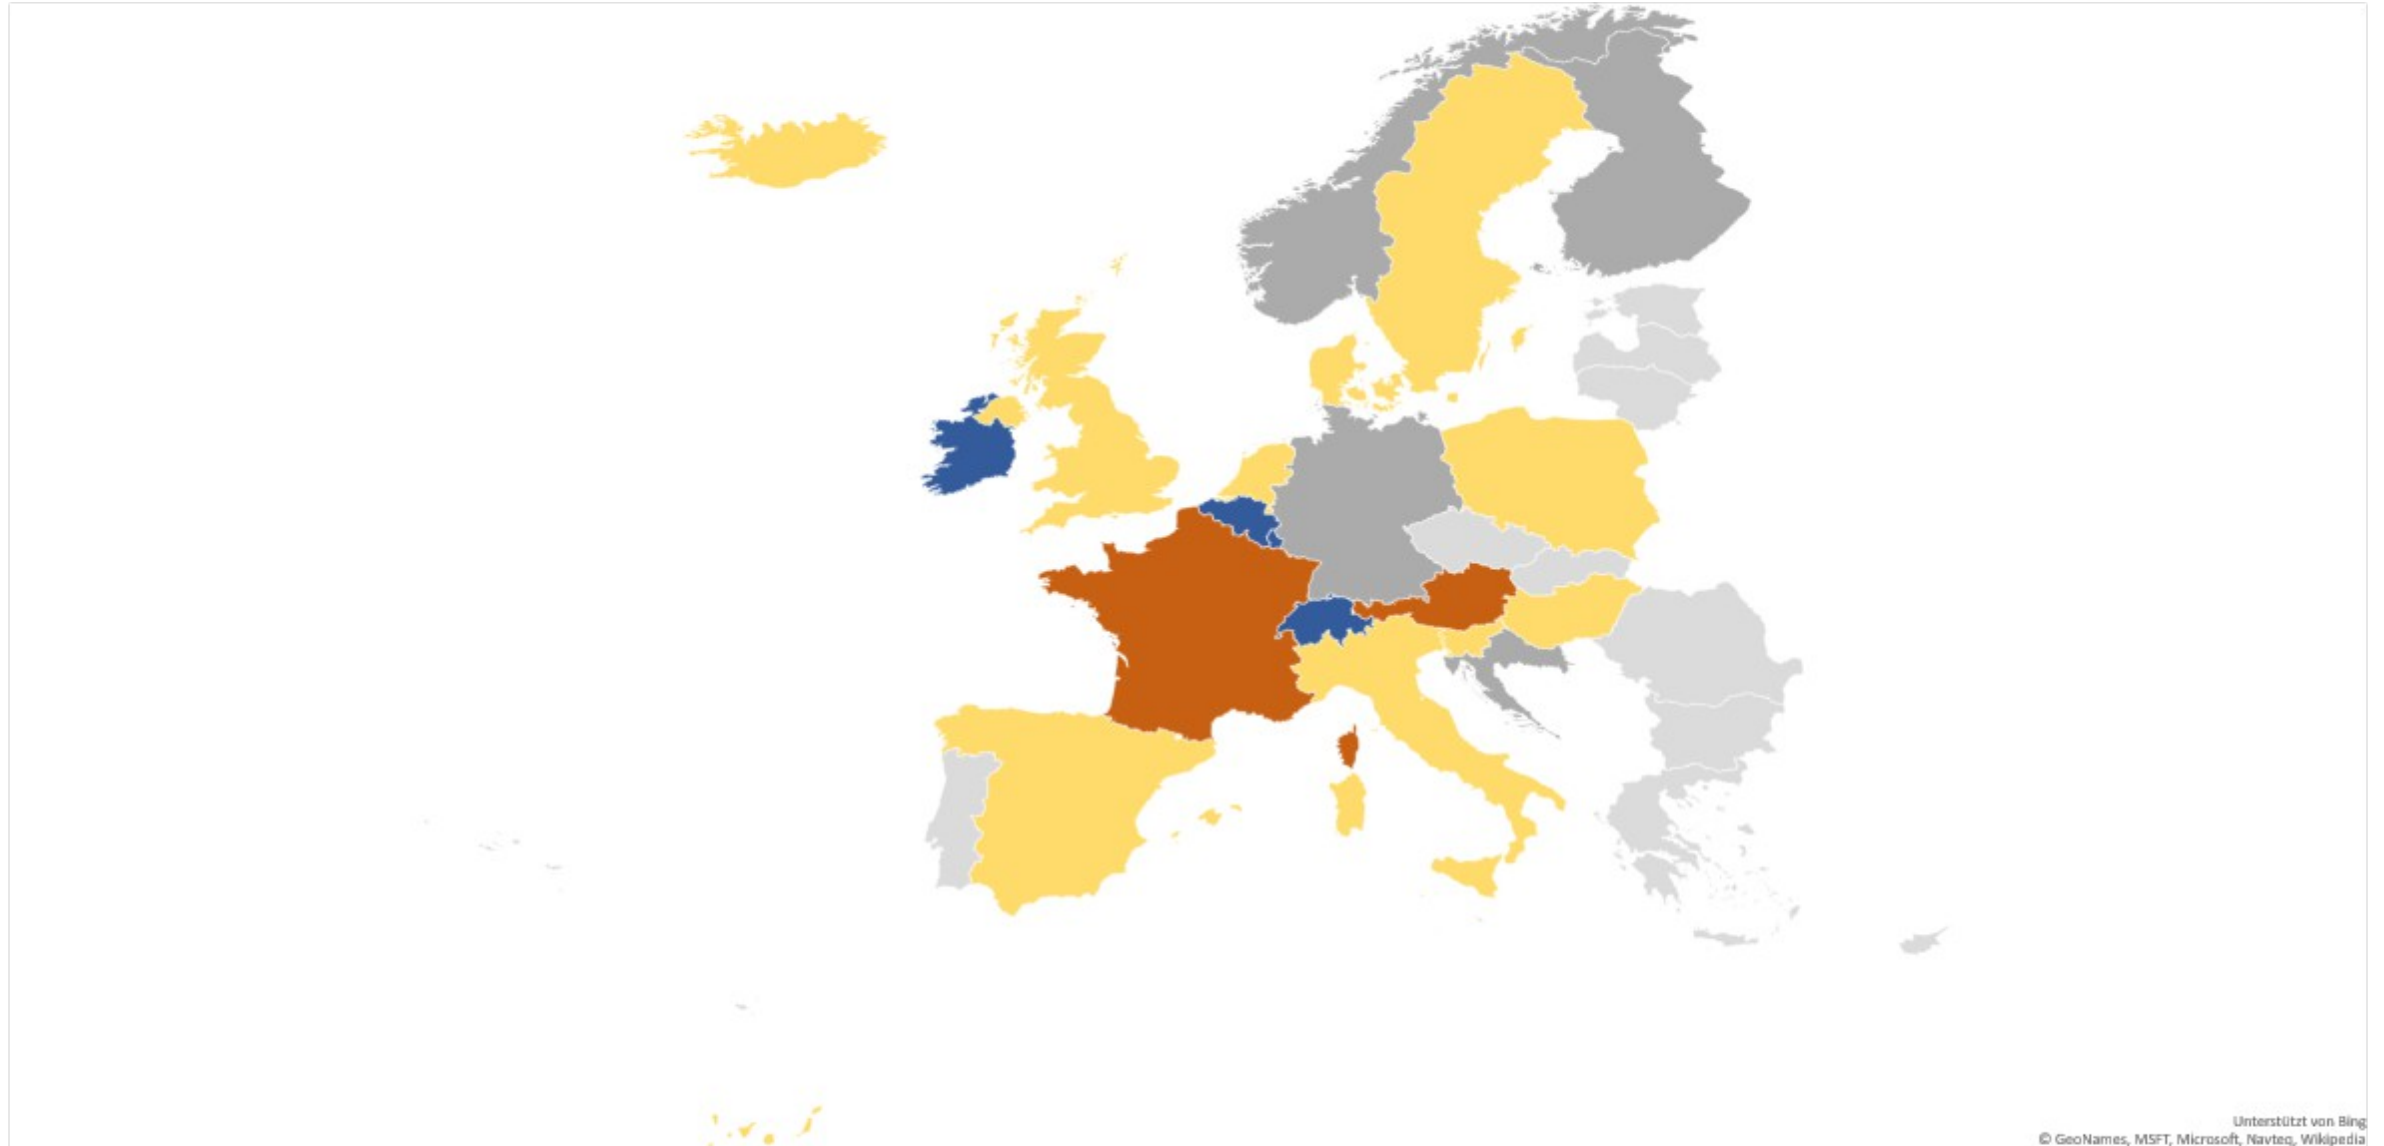 Unterstützt von Bing
© GeoNames, MSFT, Microsoft, Navteq, Wikipedia